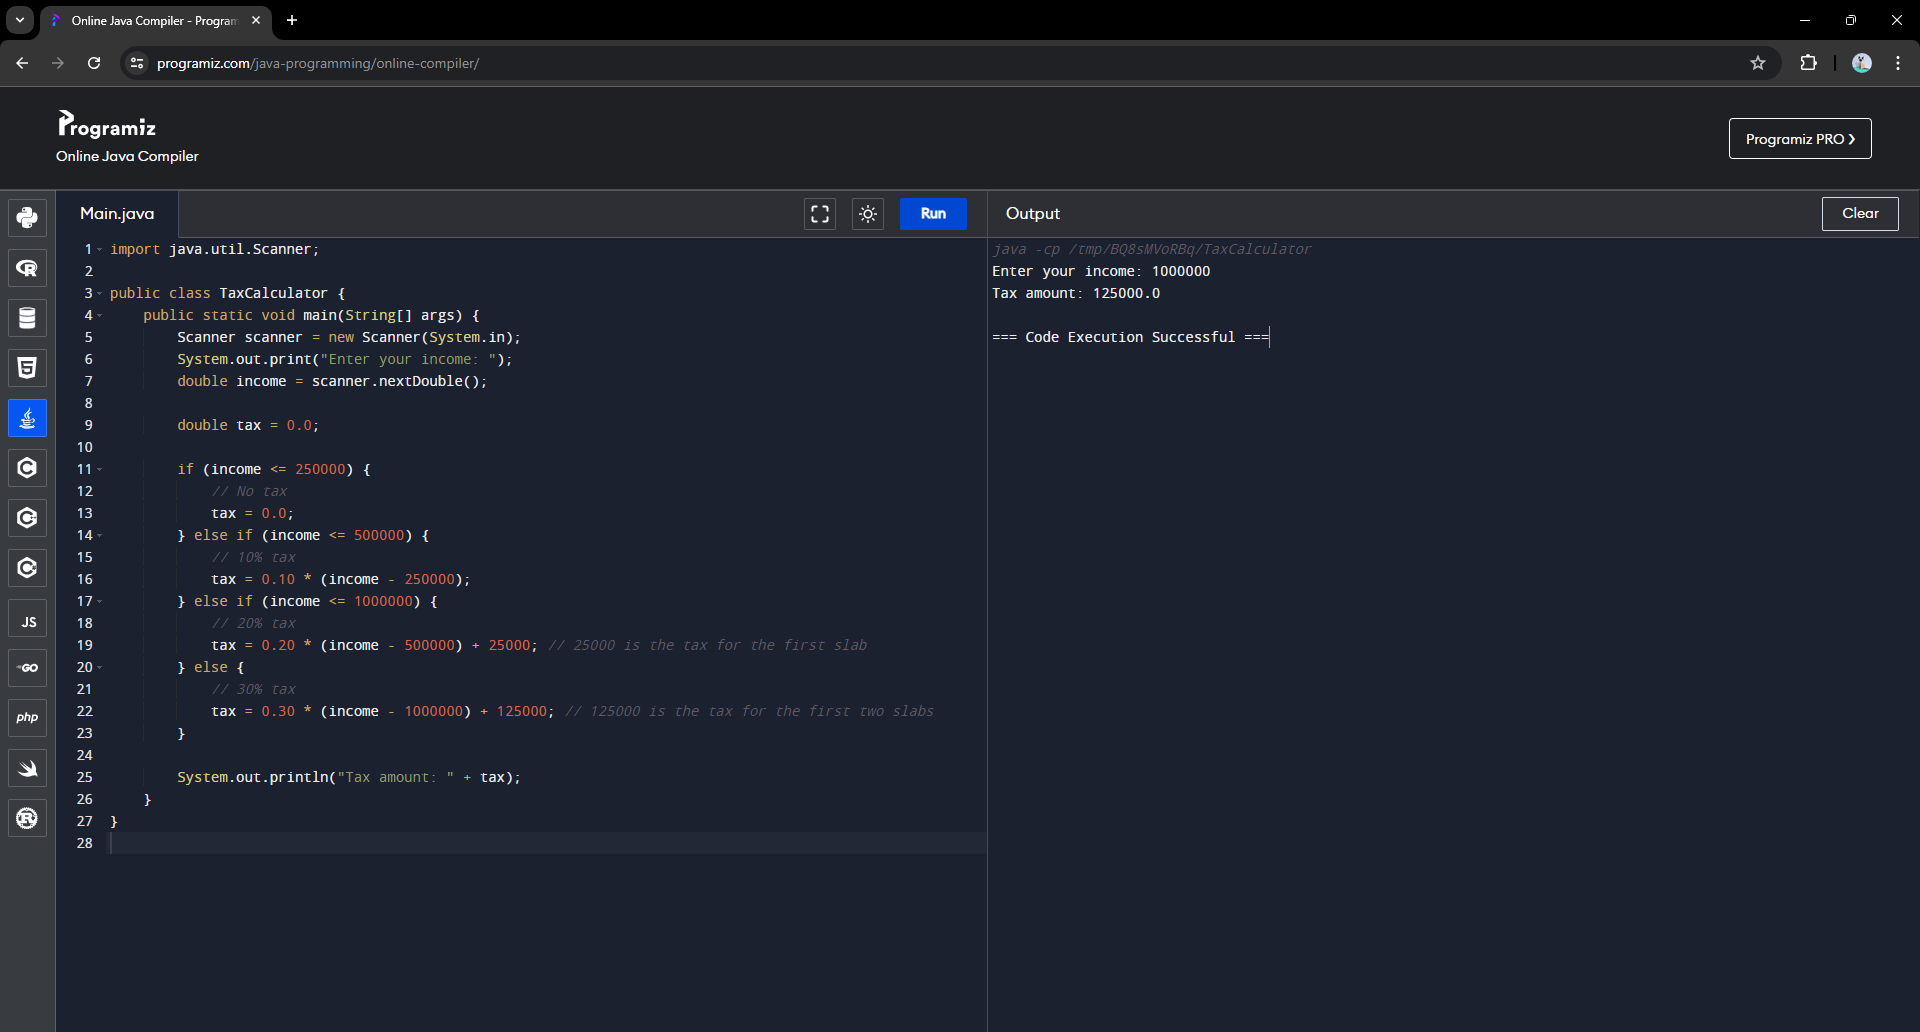 Online Java Compiler - Program
programiz.com/java-programming/online-compiler/
Programiz
Online Java Compiler
Programiz PRO ❯
Main.java
Run
Output
Clear
1 import java.util.Scanner;
2
3 public class TaxCalculator {
4     public static void main(String[] args) {
5         Scanner scanner = new Scanner(System.in);
6         System.out.print("Enter your income: ");
7         double income = scanner.nextDouble();
8
9         double tax = 0.0;
10
11         if (income <= 250000) {
12             // No tax
13             tax = 0.0;
14         } else if (income <= 500000) {
15             // 10% tax
16             tax = 0.10 * (income - 250000);
17         } else if (income <= 1000000) {
18             // 20% tax
19             tax = 0.20 * (income - 500000) + 25000; // 25000 is the tax for the first slab
20         } else {
21             // 30% tax
22             tax = 0.30 * (income - 1000000) + 125000; // 125000 is the tax for the first two slabs
23         }
24
25         System.out.println("Tax amount: " + tax);
26     }
27 }
28
java -cp /tmp/BQ8sMVoRBq/TaxCalculator
Enter your income: 1000000
Tax amount: 125000.0
=== Code Execution Successful ===
JS
GO
php